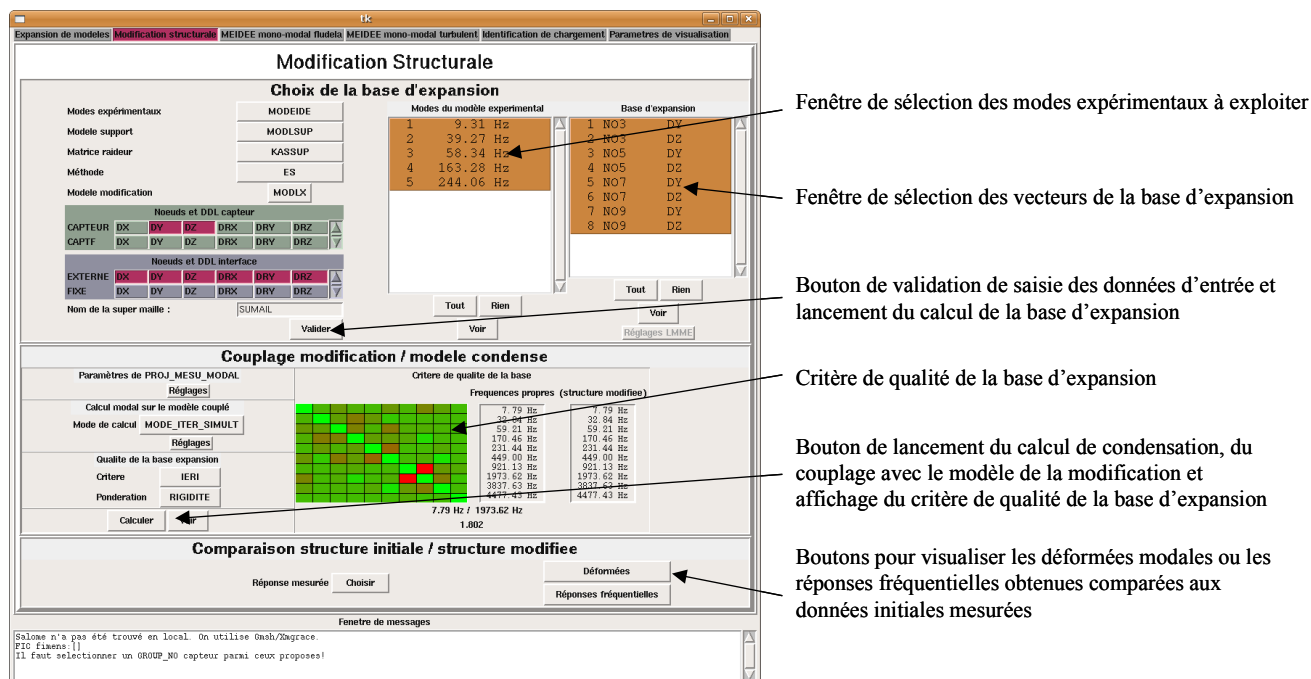 tk
Expansion de modeles Modification structurale MEIDEE mono-modal fludela MEIDEE mono-modal turbulent Identification de chargement Parametres de visualisation
Modification Structurale
Choix de la base d'expansion
Modes expérimentaux MODEIDE
Modele support MODLSUP
Matrice raideur KASSUP
Méthode ES
Modele modification MODLX
Noeuds et DDL capteur
CAPTEUR DX DY DZ DRX DRY DRZ
CAPTF DX DY DZ DRX DRY DRZ
Noeuds et DDL interface
EXTERNE DX DY DZ DRX DRY DRZ
FIXE DX DY DZ DRX DRY DRZ
Nom de la super maille : SUMAIL
Valider
Modes du modèle experimental
1 9.31 Hz
2 39.27 Hz
3 58.34 Hz
4 163.28 Hz
5 244.06 Hz
Tout Rien
Voir
Base d'expansion
1 NO3 DY
2 NO3 DZ
3 NO5 DY
4 NO5 DZ
5 NO7 DY
6 NO7 DZ
7 NO9 DY
8 NO9 DZ
Tout Rien
Voir
Réglages LMME
Couplage modification / modele condense
Paramètres de PROJ_MESU_MODAL
Réglages
Calcul modal sur le modèle couplé
Mode de calcul MODE_ITER_SIMULT
Réglages
Qualite de la base expansion
Critere IERI
Ponderation RIGIDITE
Calculer
Critere de qualite de la base
Frequences propres (structure modifiee)
7.79 Hz 7.79 Hz
32.84 Hz 32.84 Hz
59.21 Hz 59.21 Hz
170.46 Hz 170.46 Hz
231.44 Hz 231.44 Hz
449.00 Hz 449.00 Hz
921.13 Hz 921.13 Hz
1973.62 Hz 1973.62 Hz
3837.63 Hz 3837.63 Hz
4477.43 Hz 4477.43 Hz
7.79 Hz / 1973.62 Hz
1.802
Comparaison structure initiale / structure modifiee
Réponse mesurée Choisir
Déformées
Réponses fréquentielles
Fenetre de messages
Salome n'a pas été trouvé en local. On utilise Gmsh/Xmgrace.
FIC fimens:[]
Il faut selectionner un GROUP_NO capteur parmi ceux proposes!
Fenêtre de sélection des modes expérimentaux à exploiter
Fenêtre de sélection des vecteurs de la base d'expansion
Bouton de validation de saisie des données d'entrée et
lancement du calcul de la base d'expansion
Critère de qualité de la base d'expansion
Bouton de lancement du calcul de condensation, du
couplage avec le modèle de la modification et
affichage du critère de qualité de la base d'expansion
Boutons pour visualiser les déformées modales ou les
réponses fréquentielles obtenues comparées aux
données initiales mesurées